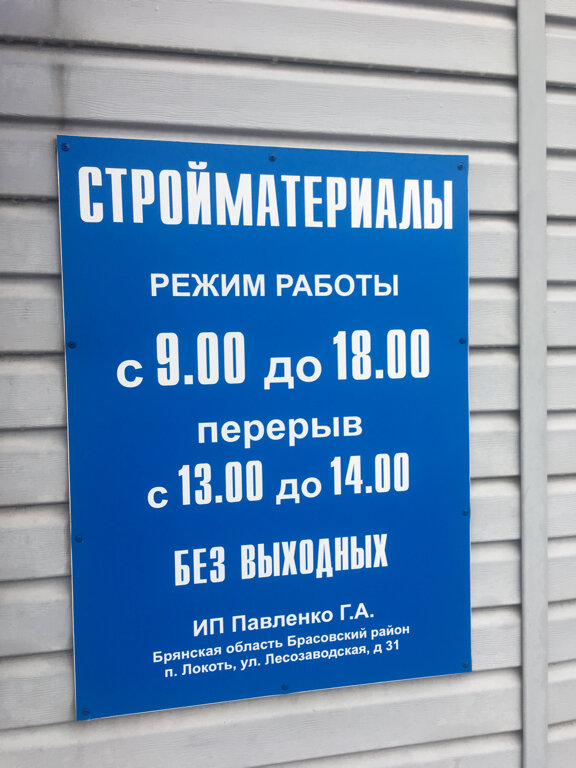 СТРОЙМАТЕРИАЛЫ
РЕЖИМ РАБОТЫ
с 9.00 до 18.00
перерыв
с 13.00 до 14.00
БЕЗ ВЫХОДНЫХ
ИП Павленко Г.А.
Брянская область Брасовский район
п. Локоть, ул. Лесозаводская, д 31